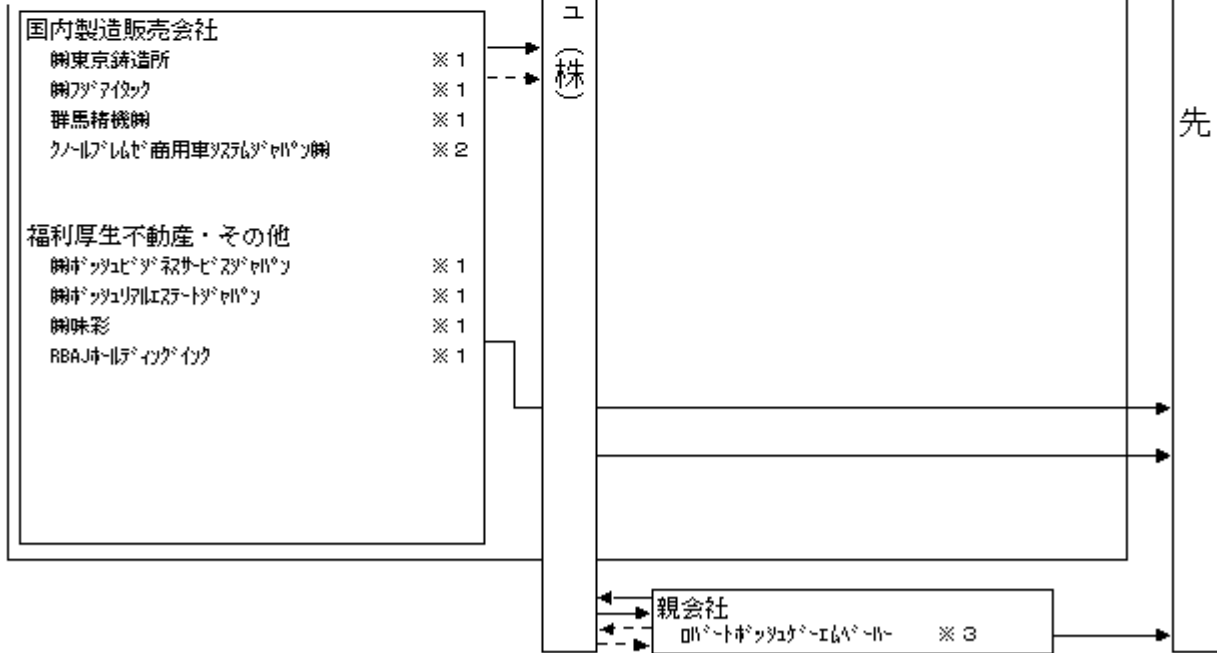 国内製造販売会社
㈱東京鋳造所 ※1
㈱ﾌｼﾞｱｲﾀｯｸ ※1
群馬精機㈱ ※1
ｸﾉｰﾙﾌﾞﾚﾑｾﾞ商用車ｼｽﾃﾑｼﾞｬﾊﾟﾝ㈱ ※2
福利厚生不動産・その他
㈱ﾎﾞｯｼｭﾋﾞｼﾞﾈｽｻｰﾋﾞｽｼﾞｬﾊﾟﾝ ※1
㈱ﾎﾞｯｼｭﾘｱﾙｴｽﾃｰﾄｼﾞｬﾊﾟﾝ ※1
㈱味彩 ※1
RBAJﾎｰﾙﾃﾞｨﾝｸﾞｲﾝｸ ※1
ュ(株)
先
親会社
ﾛﾊﾞｰﾄﾎﾞｯｼｭｹﾞｰｴﾑﾍﾞｰﾊｰ ※3